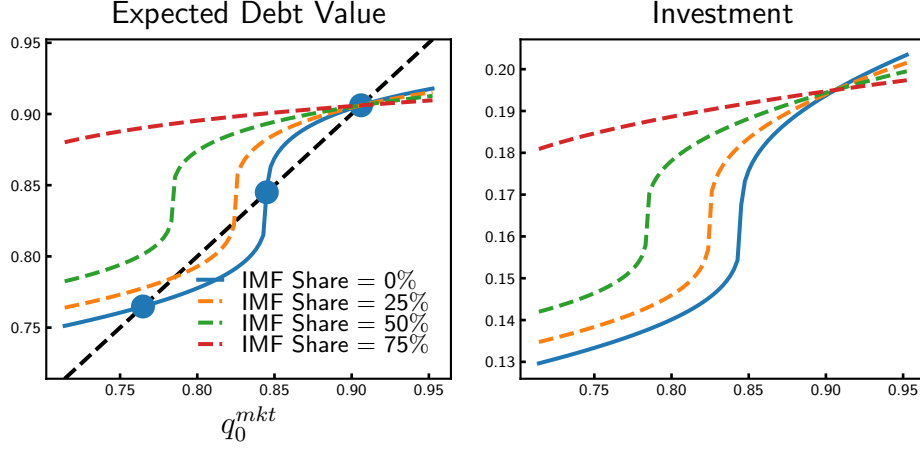 Expected Debt Value
0.95
0.90
0.85
0.80
0.75
IMF Share = 0%
IMF Share = 25%
IMF Share = 50%
IMF Share = 75%
0.75 0.80 0.85 0.90 0.95
q_0^{mkt}
Investment
0.20
0.19
0.18
0.17
0.16
0.15
0.14
0.13
0.75 0.80 0.85 0.90 0.95